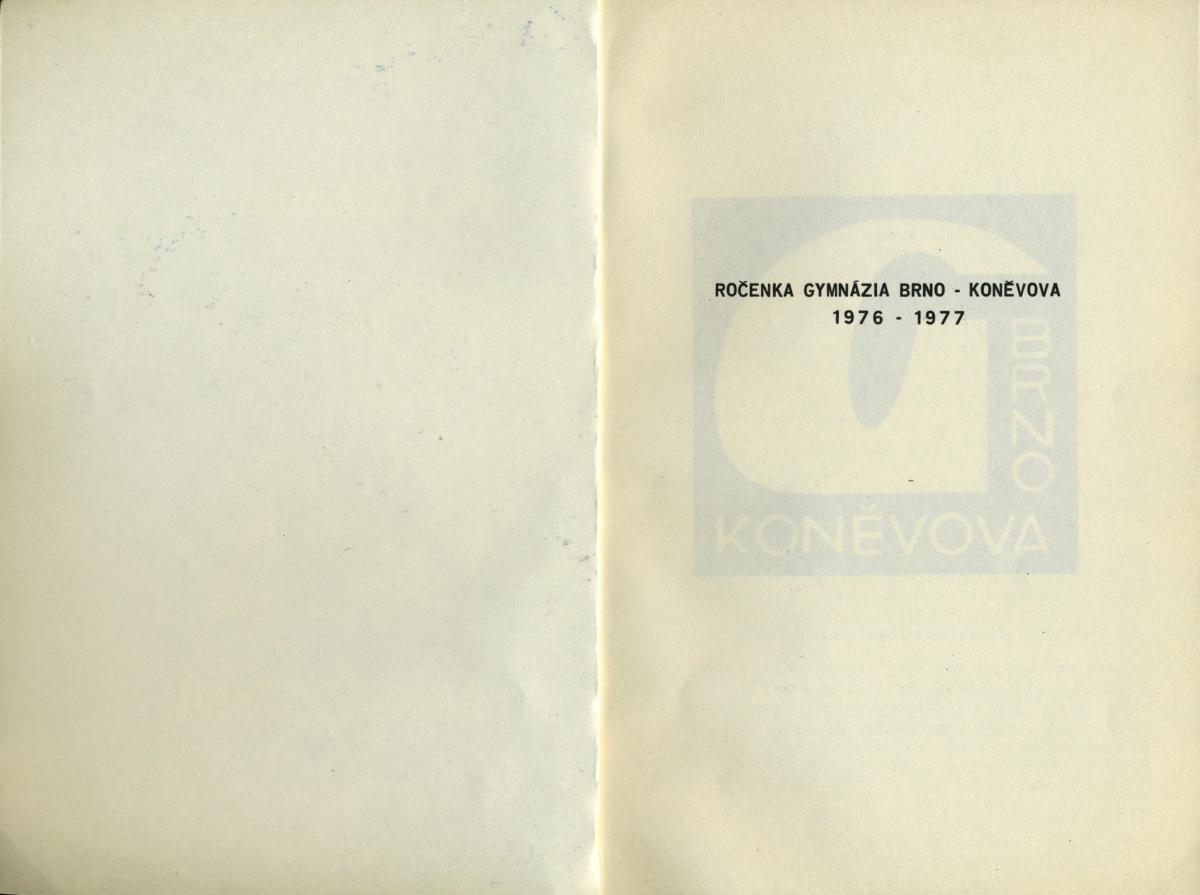 ROČENKA GYMNÁZIA BRNO - KONĚVOVA
1976 - 1977
BRNO
KONĚVOVA